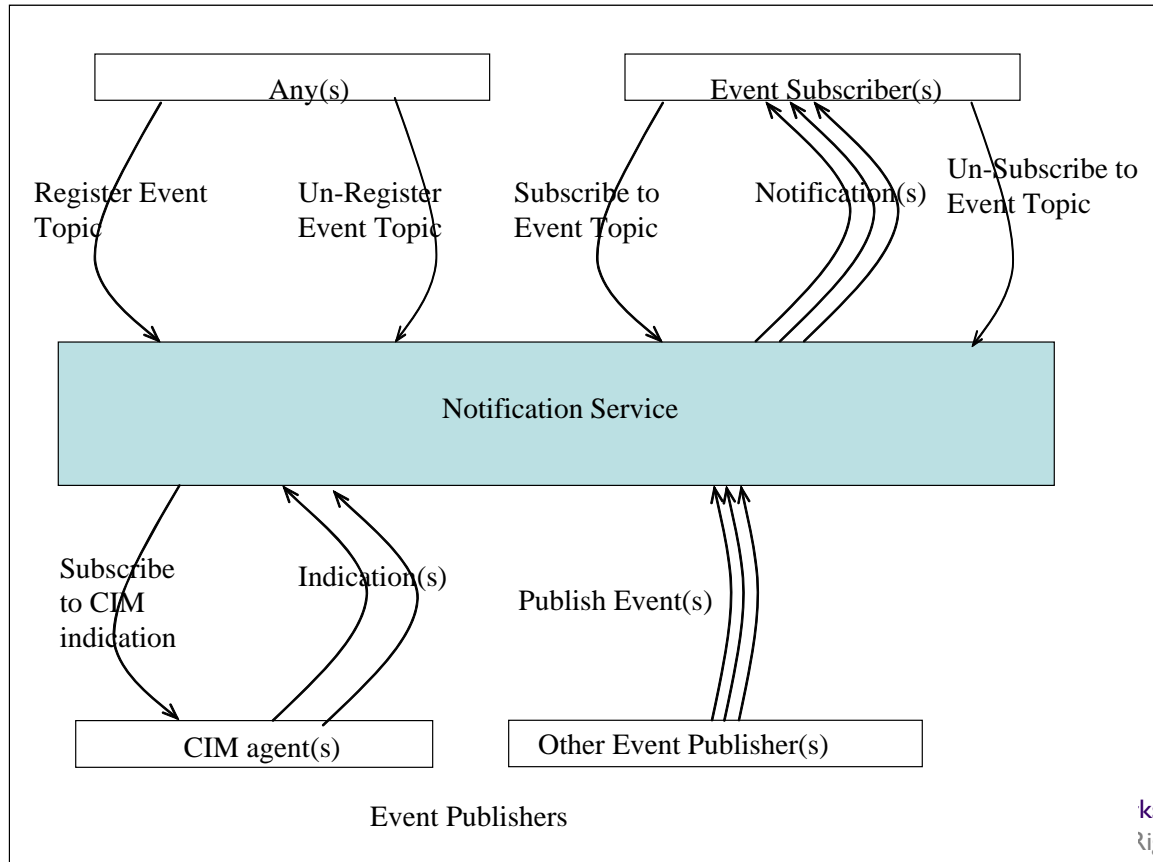 Any(s)
Event Subscriber(s)
Register Event
Topic
Un-Register
Event Topic
Subscribe to
Event Topic
Notification(s)
Un-Subscribe to
Event Topic
Notification Service
Subscribe
to CIM
indication
Indication(s)
Publish Event(s)
CIM agent(s)
Other Event Publisher(s)
Event Publishers